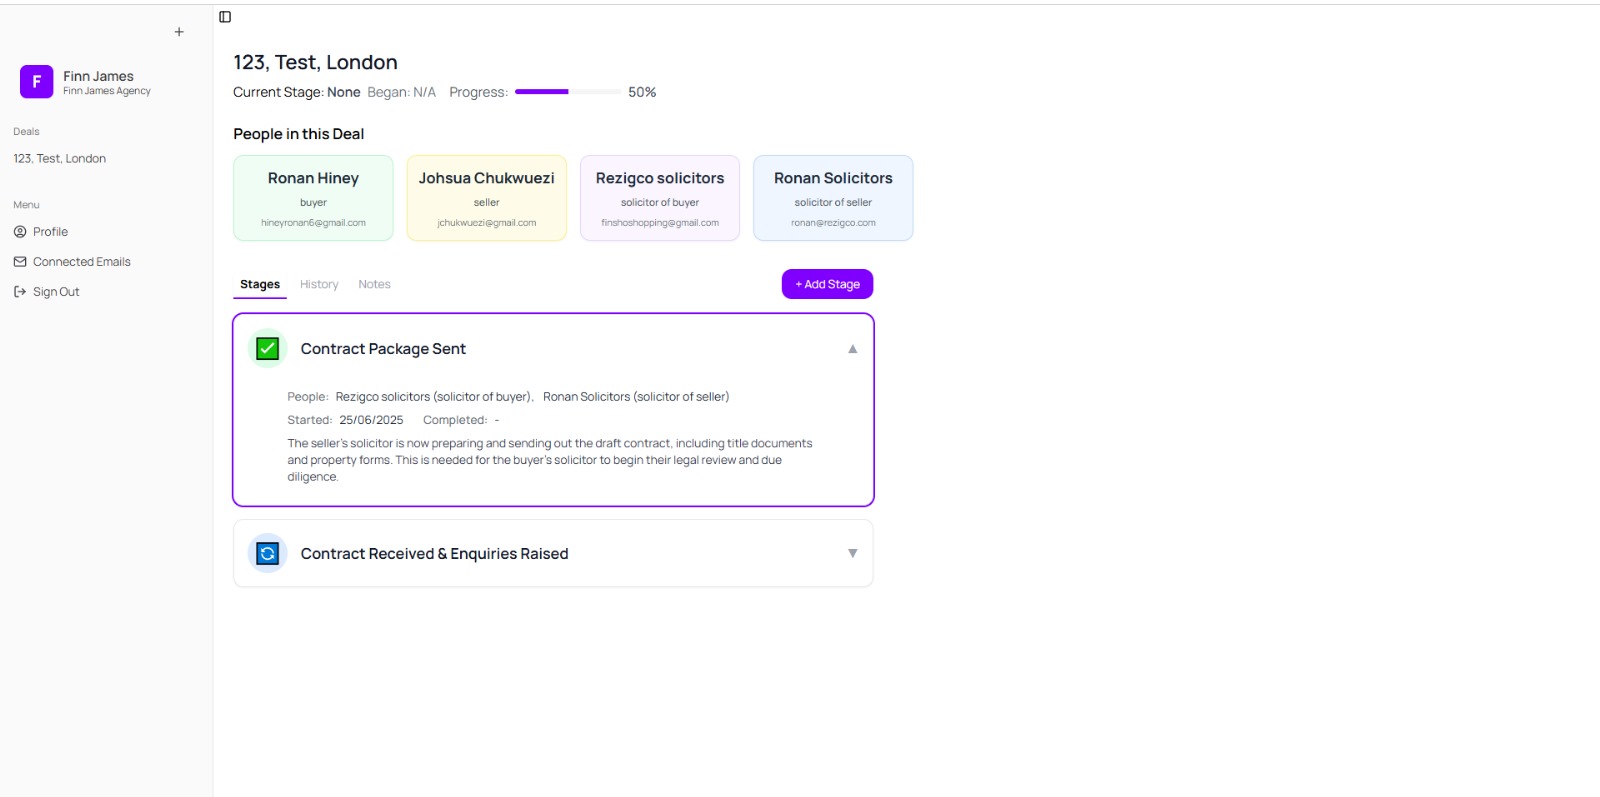 F
Finn James
Finn James Agency
Deals
123, Test, London
Menu
Profile
Connected Emails
Sign Out
123, Test, London
Current Stage: None Began: N/A Progress: 50%
People in this Deal
Ronan Hiney
buyer
hineyronan6@gmail.com
Johsua Chukwuezi
seller
jchukwuezi@gmail.com
Rezigco solicitors
solicitor of buyer
finshoshopping@gmail.com
Ronan Solicitors
solicitor of seller
ronan@rezigco.com
Stages History Notes
+ Add Stage
Contract Package Sent
People: Rezigco solicitors (solicitor of buyer), Ronan Solicitors (solicitor of seller)
Started: 25/06/2025 Completed: -
The seller's solicitor is now preparing and sending out the draft contract, including title documents
and property forms. This is needed for the buyer's solicitor to begin their legal review and due
diligence.
Contract Received & Enquiries Raised